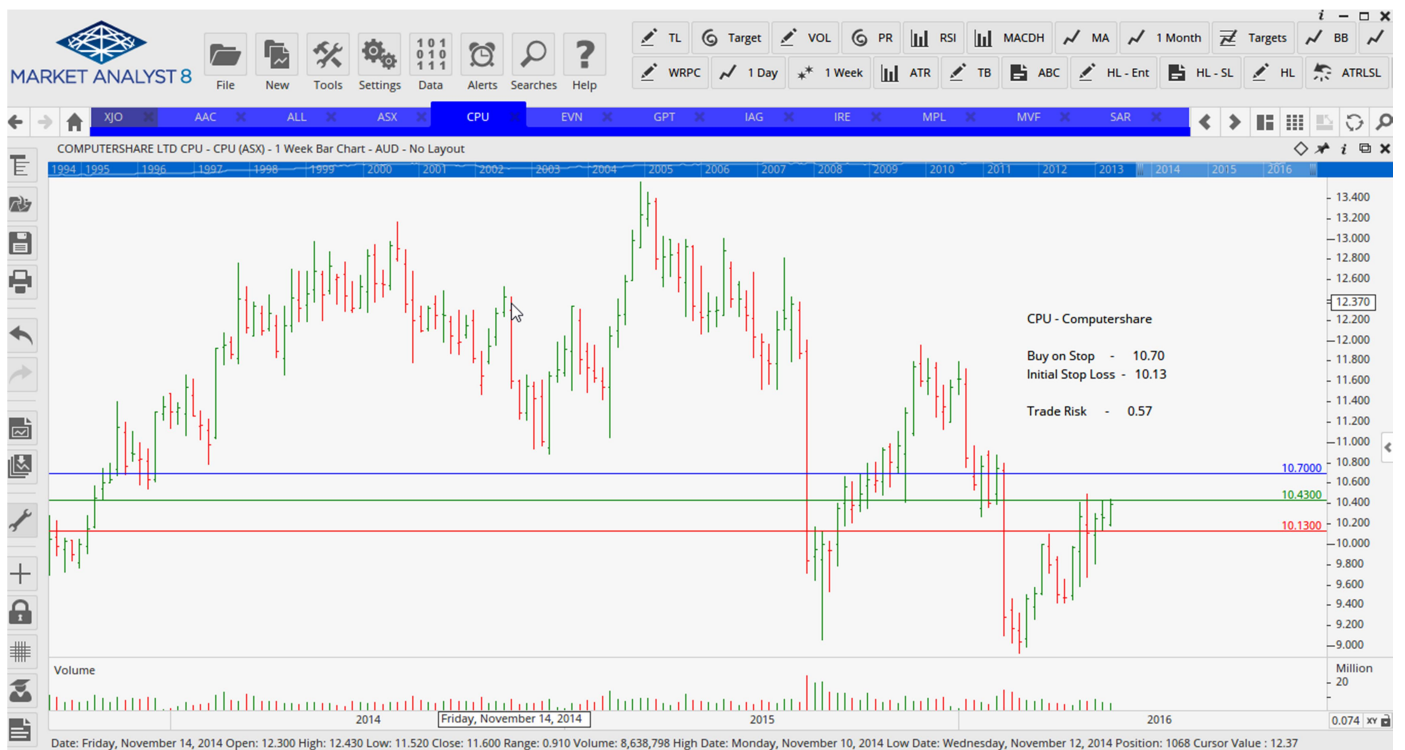 MARKET ANALYST 8
File New Tools Settings Data Alerts Searches Help
101
010
111
TL Target VOL PR RSI MACDH MA 1 Month Targets BB
WRPC 1 Day 1 Week ATR TB ABC HL - Ent HL - SL HL ATRLSL
XJO AAC ALL ASX CPU EVN GPT IAG IRE MPL MVF SAR
COMPUTERSHARE LTD CPU - CPU (ASX) - 1 Week Bar Chart - AUD - No Layout
1994 1995 1996 1997 1998 1999 2000 2001 2002 2003 2004 2005 2006 2007 2008 2009 2010 2011 2012 2013 2014 2015 2016
13.400
13.200
13.000
12.800
12.600
12.370
12.200
12.000
11.800
11.600
11.400
11.200
11.000
10.800
10.600
10.400
10.200
10.000
9.800
9.600
9.400
9.200
9.000
CPU - Computershare
Buy on Stop - 10.70
Initial Stop Loss - 10.13
Trade Risk - 0.57
10.7000
10.4300
10.1300
Volume
Million
20
2014 Friday, November 14, 2014 2015 2016
0.074 XY
Date: Friday, November 14, 2014 Open: 12.300 High: 12.430 Low: 11.520 Close: 11.600 Range: 0.910 Volume: 8,638,798 High Date: Monday, November 10, 2014 Low Date: Wednesday, November 12, 2014 Position: 1068 Cursor Value : 12.37